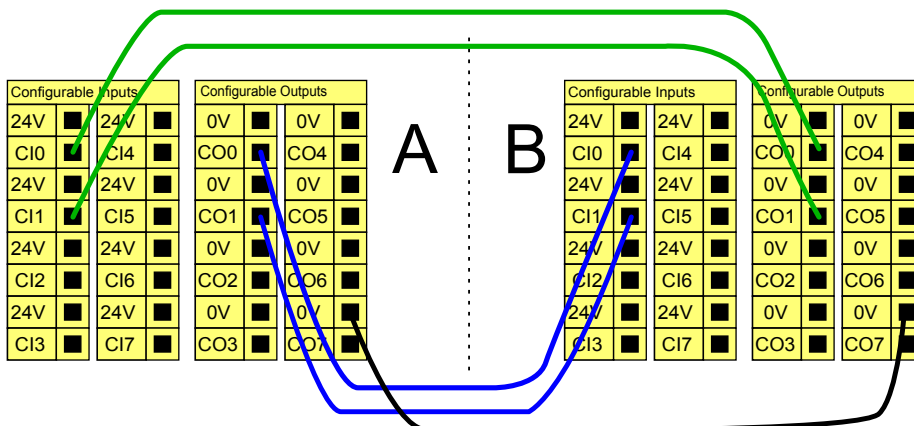 Configurable Inputs
24V 24V
CI0 CI4
24V 24V
CI1 CI5
24V 24V
CI2 CI6
24V 24V
CI3 CI7
Configurable Outputs
0V 0V
CO0 CO4
0V 0V
CO1 CO5
0V 0V
CO2 CO6
0V 0V
CO3 CO7
A
B
Configurable Inputs
24V 24V
CI0 CI4
24V 24V
CI1 CI5
24V 24V
CI2 CI6
24V 24V
CI3 CI7
Configurable Outputs
0V 0V
CO0 CO4
0V 0V
CO1 CO5
0V 0V
CO2 CO6
0V 0V
CO3 CO7